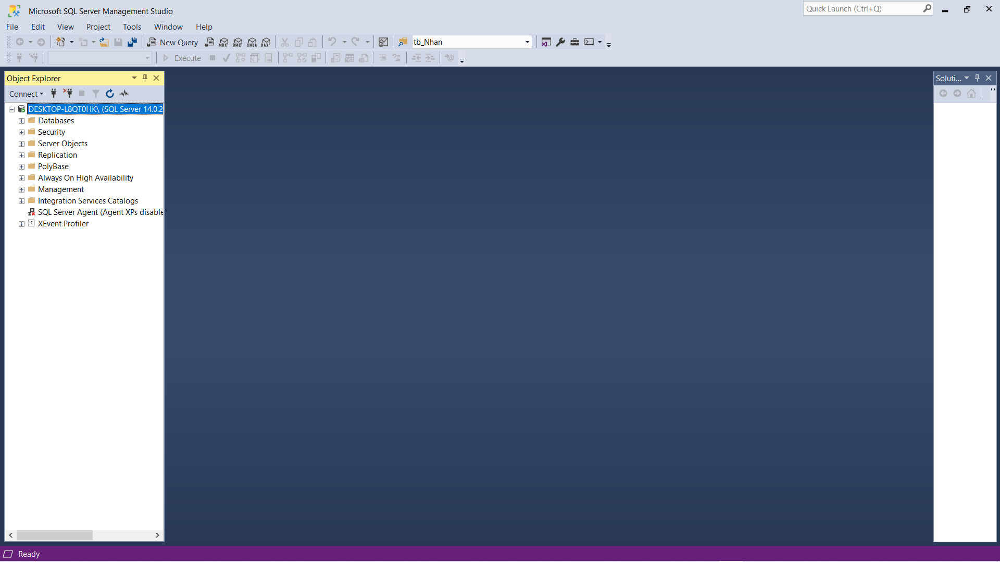 Microsoft SQL Server Management Studio
Quick Launch (Ctrl+Q)
File Edit View Project Tools Window Help
New Query MDX DMX XMLA DAX tb_Nhan
Execute
Object Explorer
Soluti...
Connect
DESKTOP-L8QT0HK\ (SQL Server 14.0.2
Databases
Security
Server Objects
Replication
PolyBase
Always On High Availability
Management
Integration Services Catalogs
SQL Server Agent (Agent XPs disable
XEvent Profiler
Ready